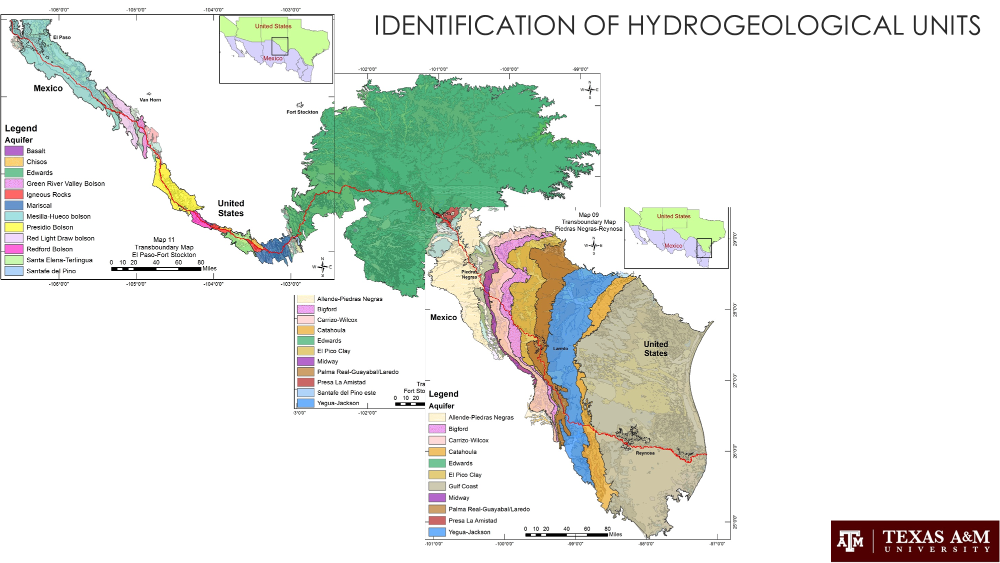 IDENTIFICATION OF HYDROGEOLOGICAL UNITS
-106°0'0" -105°0'0" -104°0'0" -103°0'0"
United States
Mexico
El Paso
Mexico
Van Horn
Fort Stockton
United
States
Legend
Aquifer
Basalt
Chisos
Edwards
Green River Valley Bolson
Igneous Rocks
Mariscal
Mesilla-Hueco bolson
Presidio Bolson
Red Light Draw bolson
Redford Bolson
Santa Elena-Terlingua
Santafe del Pino
Map 11
Transboundary Map
El Paso-Fort Stockton
0 10 20 40 60 80
Miles
N
W E
S
-106°0'0" -105°0'0" -104°0'0" -103°0'0"
-102°0'0" -101°0'0" -100°0'0" -99°0'0"
N
W E
S
Allende-Piedras Negras
Bigford
Carrizo-Wilcox
Catahoula
Edwards
El Pico Clay
Midway
Palma Real-Guayabal/Laredo
Presa La Amistad
Santafe del Pino este
Yegua-Jackson
Tra
Fort Sto
0 10 20
3°0'0" -102°0'0"
Map 09
Transboundary Map
Piedras Negras-Reynosa
N
W E
S
United States
Mexico
Piedras
Negras
Mexico
Laredo
United
States
Reynosa
Legend
Aquifer
Allende-Piedras Negras
Bigford
Carrizo-Wilcox
Catahoula
Edwards
El Pico Clay
Gulf Coast
Midway
Palma Real-Guayabal/Laredo
Presa La Amistad
Yegua-Jackson
0 10 20 40 60 80
Miles
29°0'0"
28°0'0"
27°0'0"
26°0'0"
25°0'0"
-101°0'0" -100°0'0" -99°0'0" -98°0'0" -97°0'0"
ATM
TEXAS A&M
UNIVERSITY